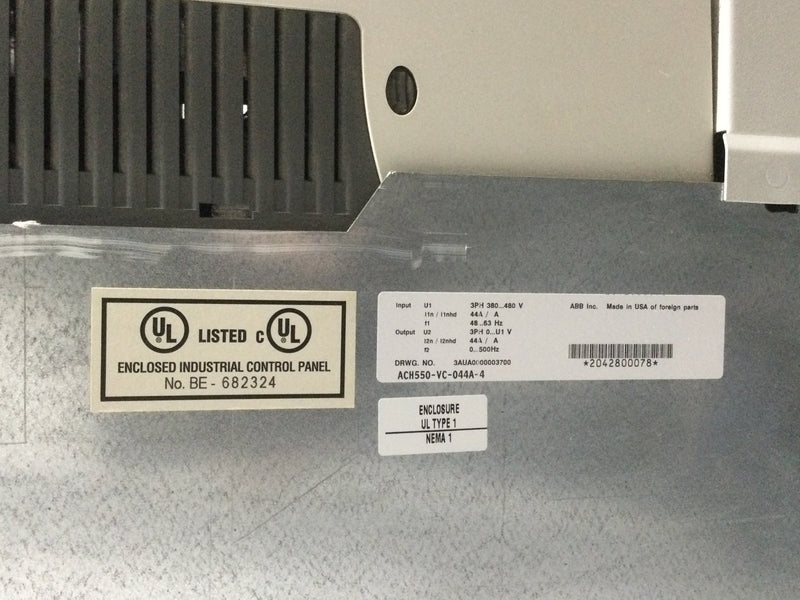 UL LISTED C UL
ENCLOSED INDUSTRIAL CONTROL PANEL
No. BE - 682324
Input U1 3PH 380...480 V
I1n / I1nhd 44A / A
f1 48..63 Hz
Output U2 3PH 0...U1 V
I2n / I2nhd 44A / A
f2 0...500Hz
DRWG. NO. 3AUA0000003700
ACH550-VC-044A-4
ABB Inc. Made in USA of foreign parts
*2042800078*
ENCLOSURE
UL TYPE 1
NEMA 1